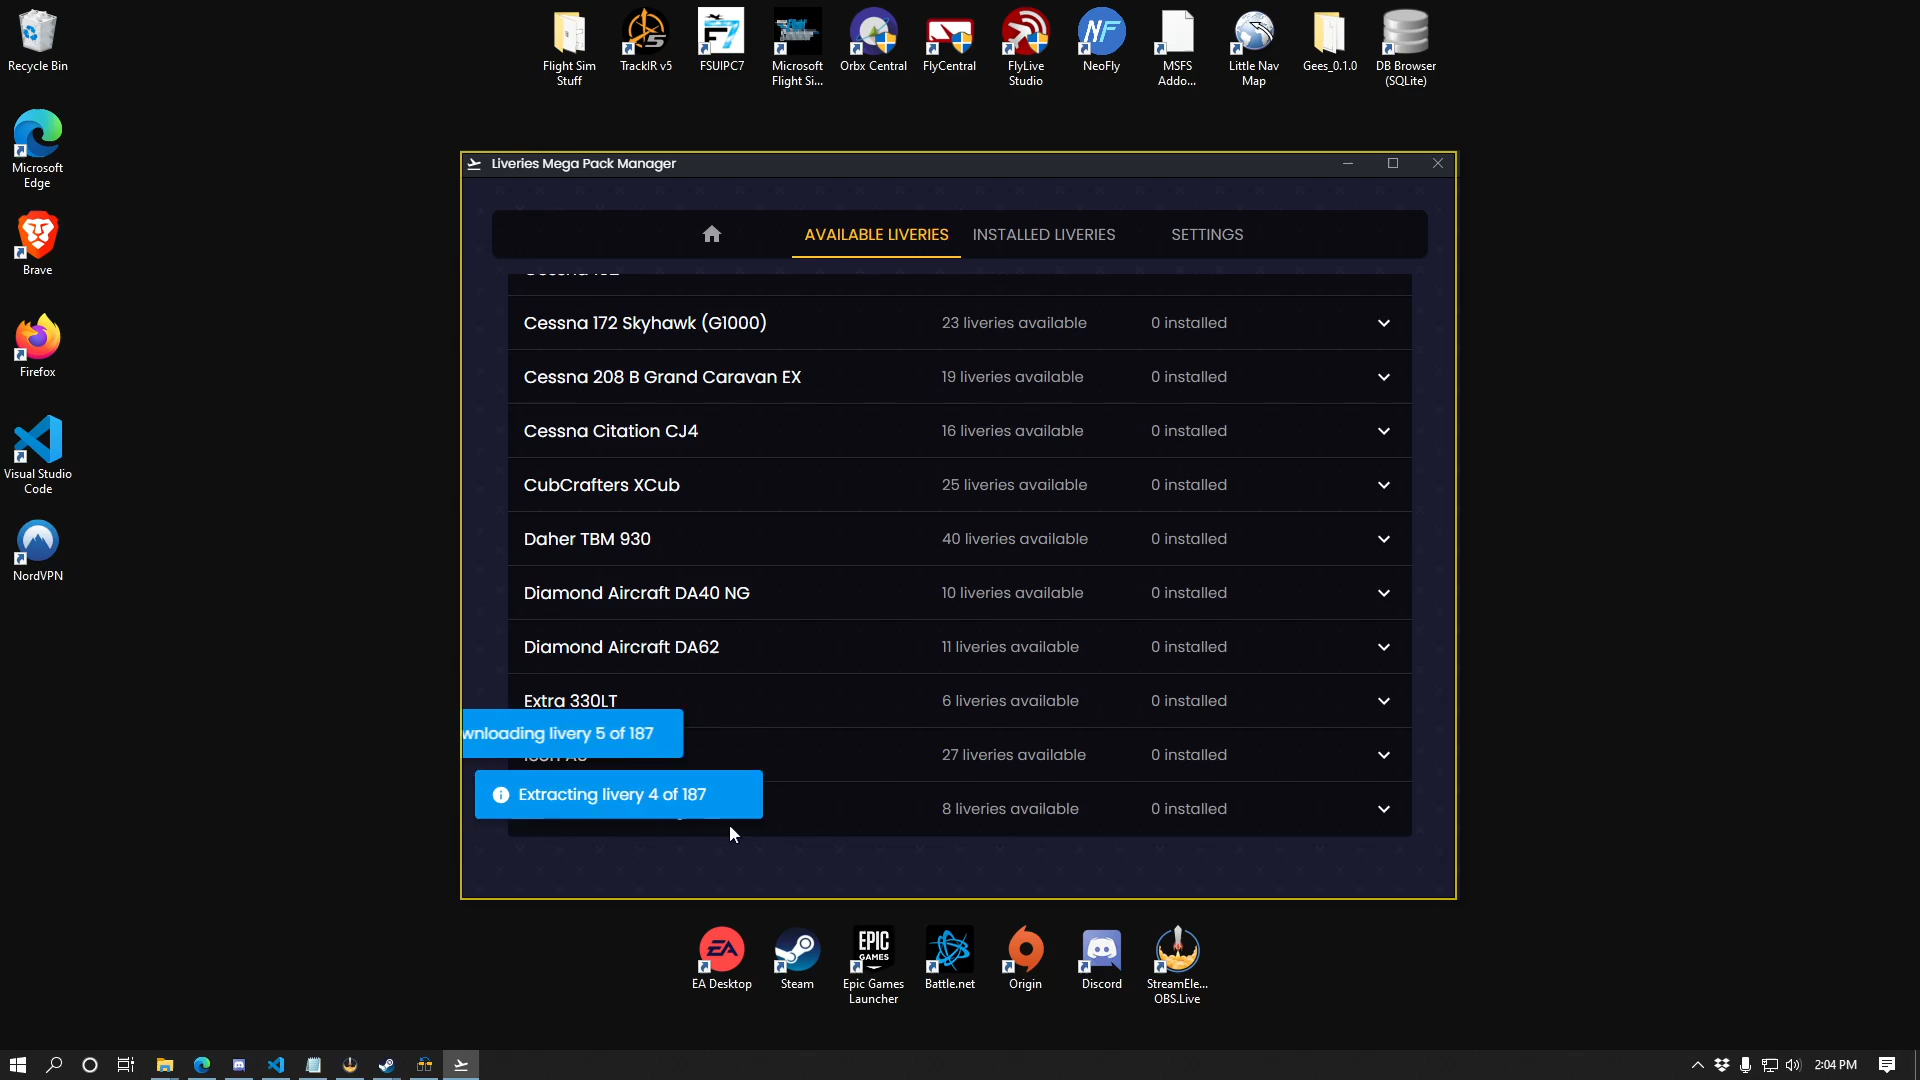 Recycle Bin
Microsoft
Edge
Brave
Firefox
Visual Studio
Code
NordVPN
Flight Sim
Stuff
TrackIR v5
FSUIPC7
Microsoft
Flight Si...
Orbx Central
FlyCentral
FlyLive
Studio
NeoFly
MSFS
Addo...
Little Nav
Map
Gees_0.1.0
DB Browser
(SQLite)
Liveries Mega Pack Manager
AVAILABLE LIVERIES
INSTALLED LIVERIES
SETTINGS
Cessna 172 Skyhawk (G1000) 23 liveries available 0 installed
Cessna 208 B Grand Caravan EX 19 liveries available 0 installed
Cessna Citation CJ4 16 liveries available 0 installed
CubCrafters XCub 25 liveries available 0 installed
Daher TBM 930 40 liveries available 0 installed
Diamond Aircraft DA40 NG 10 liveries available 0 installed
Diamond Aircraft DA62 11 liveries available 0 installed
Extra 330LT 6 liveries available 0 installed
wnloading livery 5 of 187
27 liveries available 0 installed
Extracting livery 4 of 187
8 liveries available 0 installed
EA Desktop
Steam
EPIC
GAMES
Epic Games
Launcher
Battle.net
Origin
Discord
StreamEle...
OBS.Live
2:04 PM